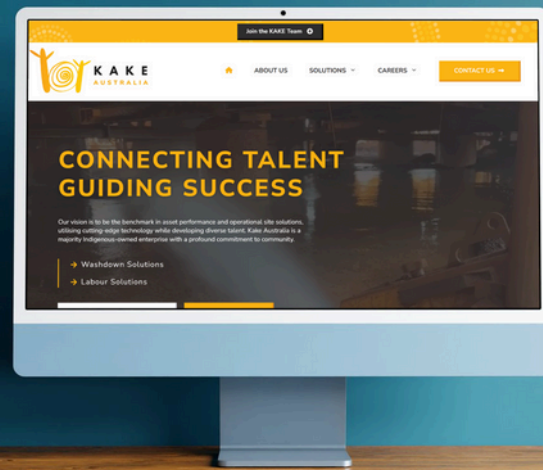 Join the KAKE Team
KAKE
AUSTRALIA
ABOUT US
SOLUTIONS
CAREERS
CONTACT US
CONNECTING TALENT
GUIDING SUCCESS
Our vision is to be the benchmark in asset performance and operational site solutions,
utilising cutting-edge technology while developing diverse talent. Kake Australia is a
majority Indigenous-owned enterprise with a profound commitment to community.
Washdown Solutions
Labour Solutions